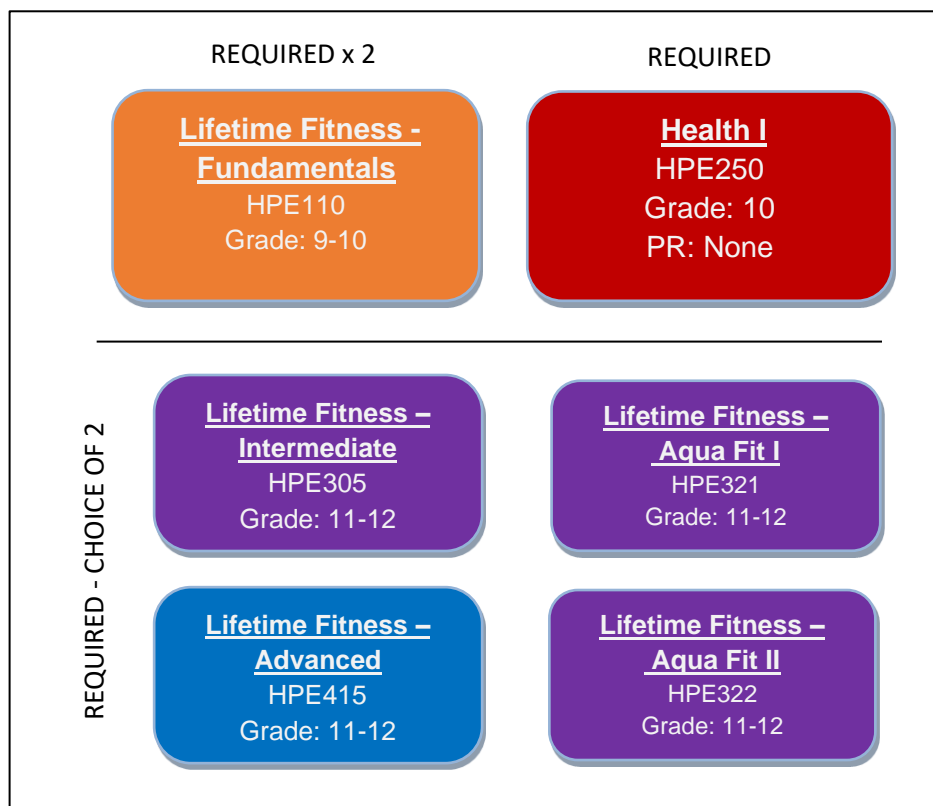 REQUIRED x 2
REQUIRED
Lifetime Fitness -
Fundamentals
HPE110
Grade: 9-10
Health I
HPE250
Grade: 10
PR: None
REQUIRED - CHOICE OF 2
Lifetime Fitness –
Intermediate
HPE305
Grade: 11-12
Lifetime Fitness –
Aqua Fit I
HPE321
Grade: 11-12
Lifetime Fitness –
Advanced
HPE415
Grade: 11-12
Lifetime Fitness –
Aqua Fit II
HPE322
Grade: 11-12